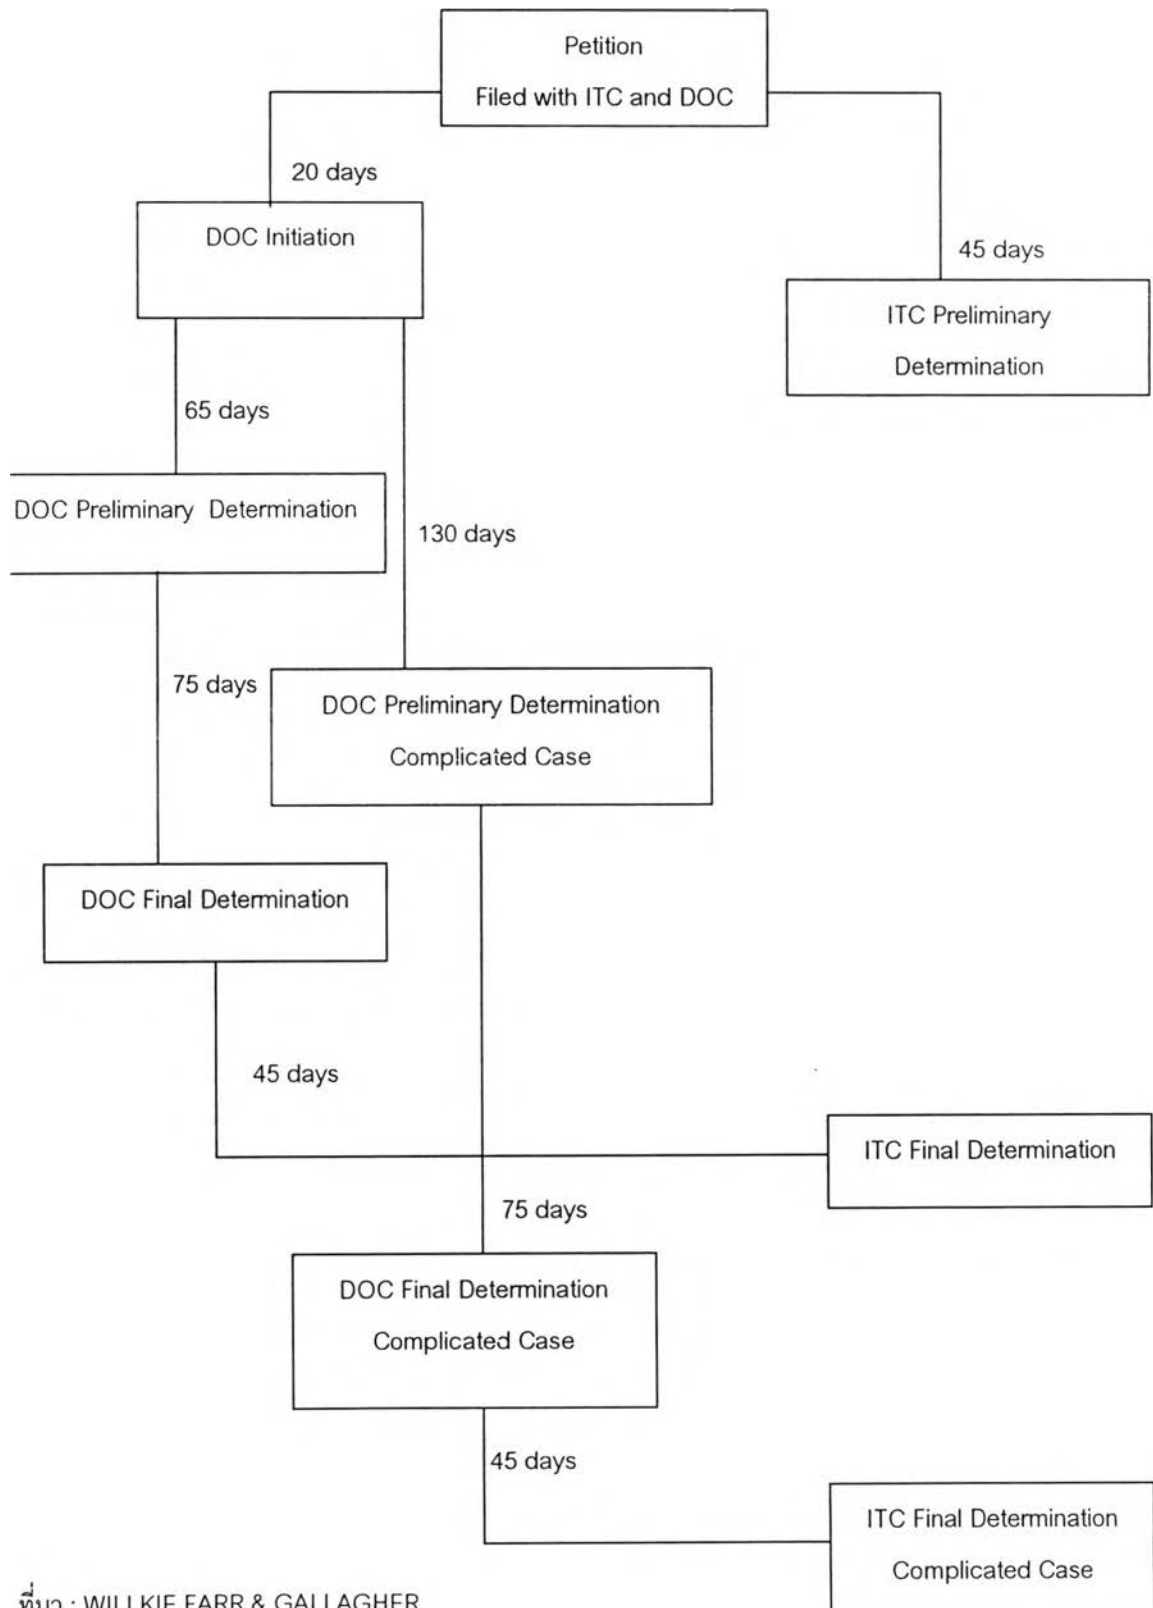 Petition
Filed with ITC and DOC
20 days
DOC Initiation
45 days
ITC Preliminary
Determination
65 days
DOC Preliminary Determination
130 days
75 days
DOC Preliminary Determination
Complicated Case
DOC Final Determination
45 days
ITC Final Determination
75 days
DOC Final Determination
Complicated Case
45 days
ITC Final Determination
Complicated Case
ที่มา : WILLKIE FARR & GALLAGHER